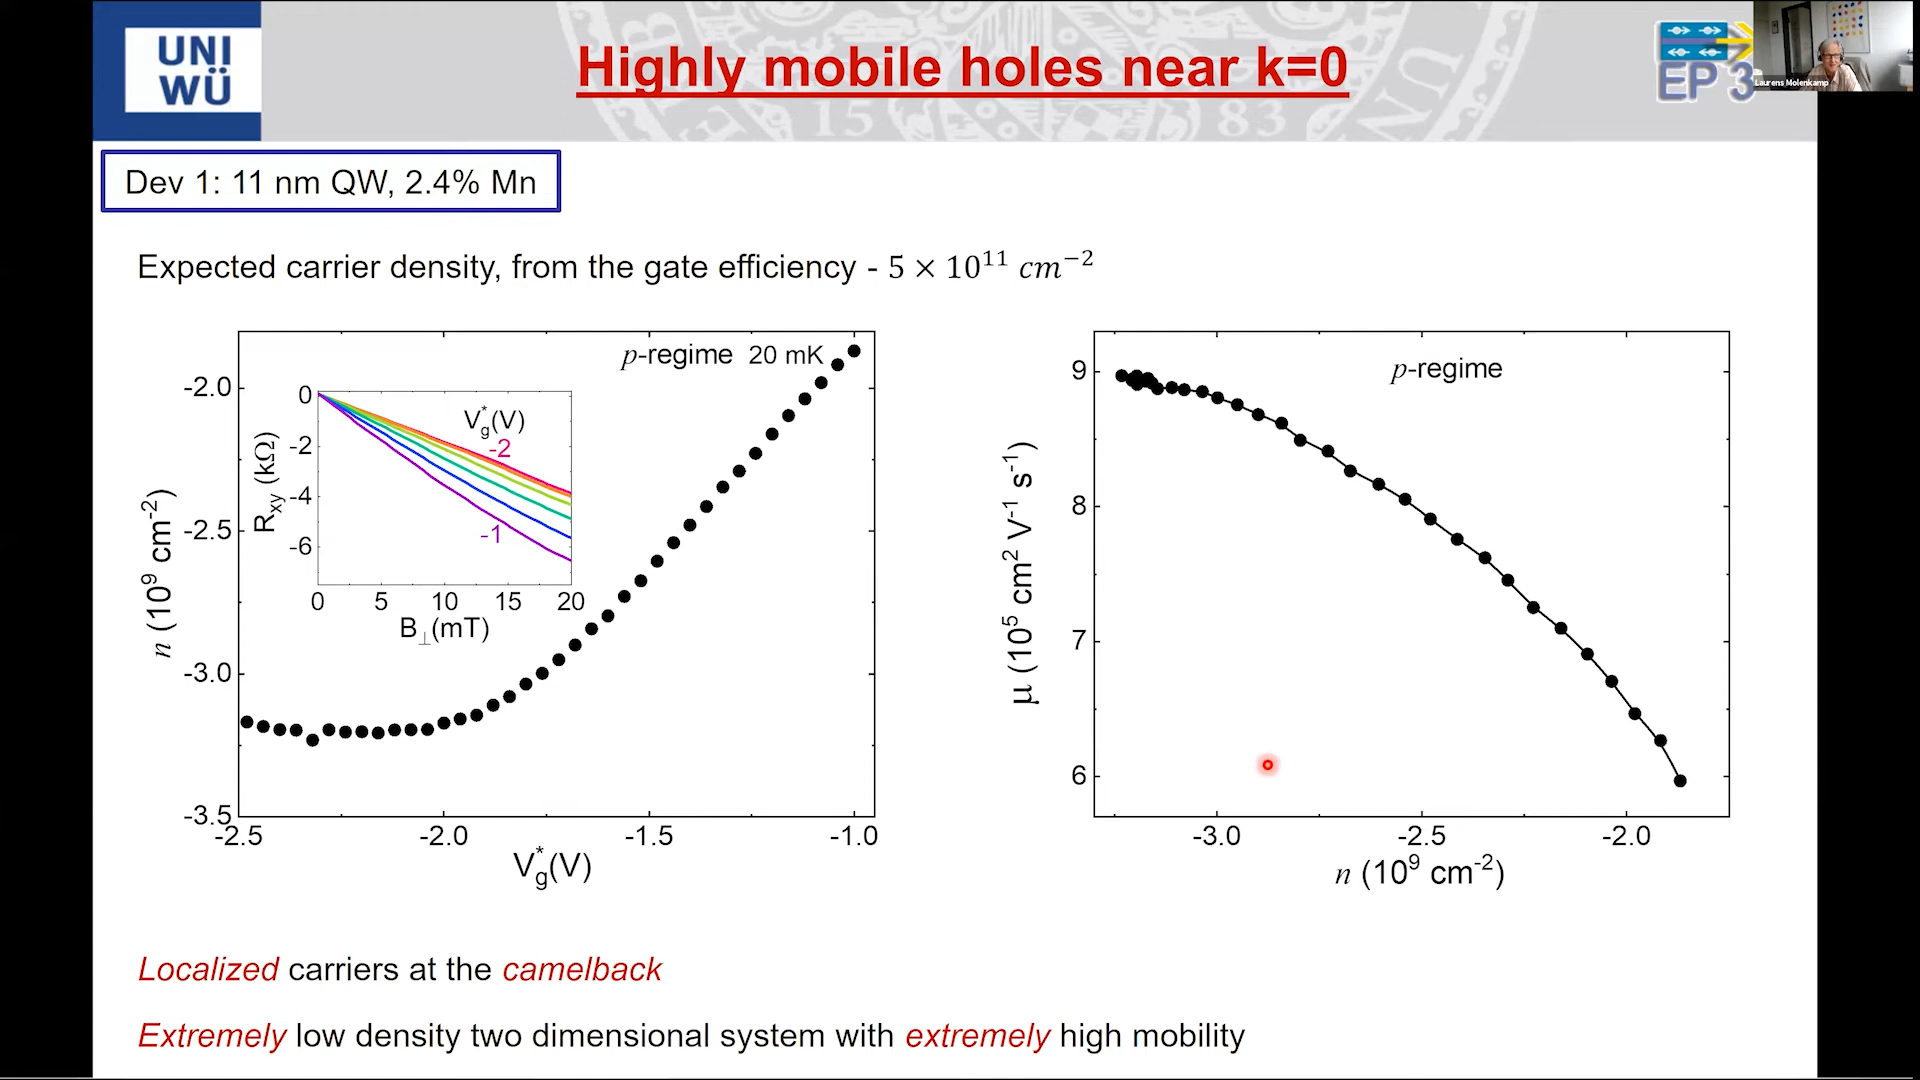 UNI
WÜ
Highly mobile holes near k=0
EP 3
Laurens Molenkamp
15 83
Dev 1: 11 nm QW, 2.4% Mn
Expected carrier density, from the gate efficiency - 5 × 10¹¹ cm⁻²
p-regime 20 mK
n (10⁹ cm⁻²)
-2.0
-2.5
-3.0
-3.5
-2.5 -2.0 -1.5 -1.0
V*g(V)
Rxy (kΩ)
0
-2
-4
-6
V*g(V)
-2
-1
0 5 10 15 20
B⊥(mT)
p-regime
μ (10⁵ cm² V⁻¹ s⁻¹)
9
8
7
6
-3.0 -2.5 -2.0
n (10⁹ cm⁻²)
Localized carriers at the camelback
Extremely low density two dimensional system with extremely high mobility